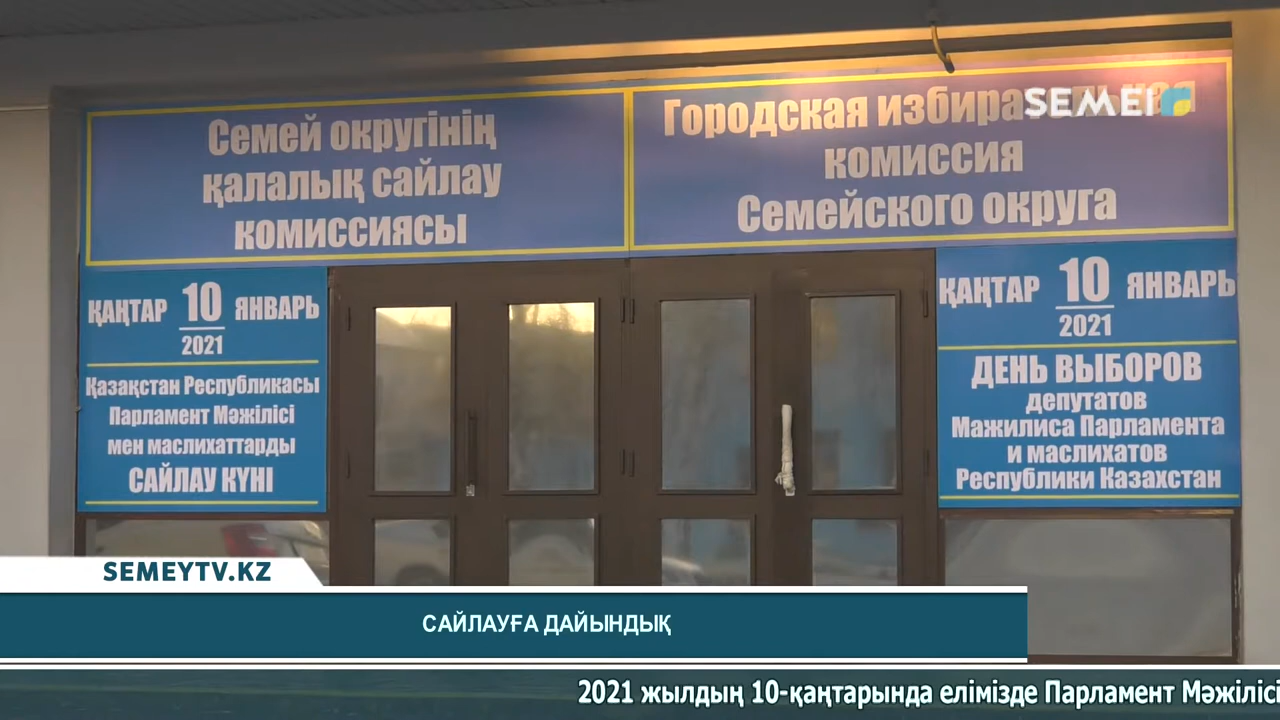 Семей округінің
қалалық сайлау
комиссиясы
Городская
комиссия
Семейского округа
SEMEI
ҚАҢТАР 10 ЯНВАРЬ
2021
Қазақстан Республикасы
Парламент Мәжілісі
мен маслихаттарды
САЙЛАУ КҮНІ
ҚАҢТАР 10 ЯНВАРЬ
2021
ДЕНЬ ВЫБОРОВ
депутатов
Мажилиса Парламента
и маслихатов
Республики Казахстан
SEMEYTV.KZ
САЙЛАУҒА ДАЙЫНДЫҚ
2021 жылдың 10-қаңтарында елімізде Парламент Мәжілісі